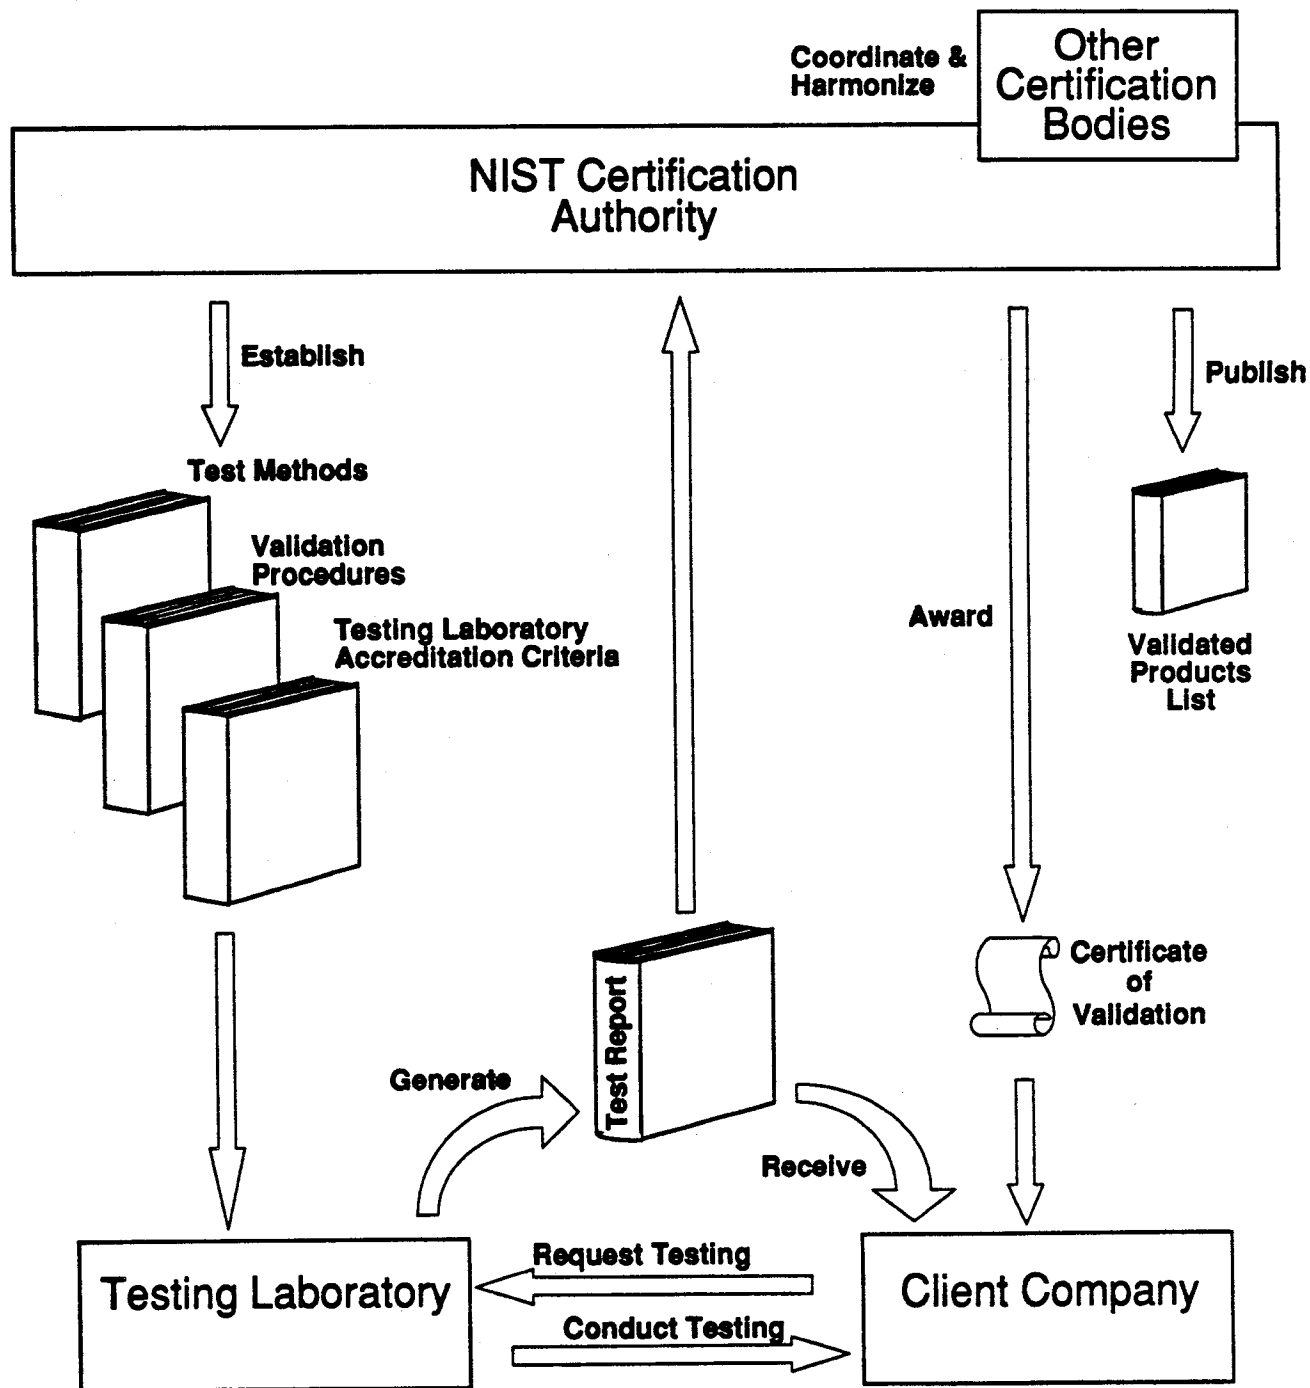 Coordinate &
Harmonize
Other
Certification
Bodies
NIST Certification
Authority
Establish
Publish
Test Methods
Validation
Procedures
Testing Laboratory
Accreditation Criteria
Award
Validated
Products
List
Certificate
of
Validation
Test Report
Generate
Receive
Request Testing
Testing Laboratory
Client Company
Conduct Testing